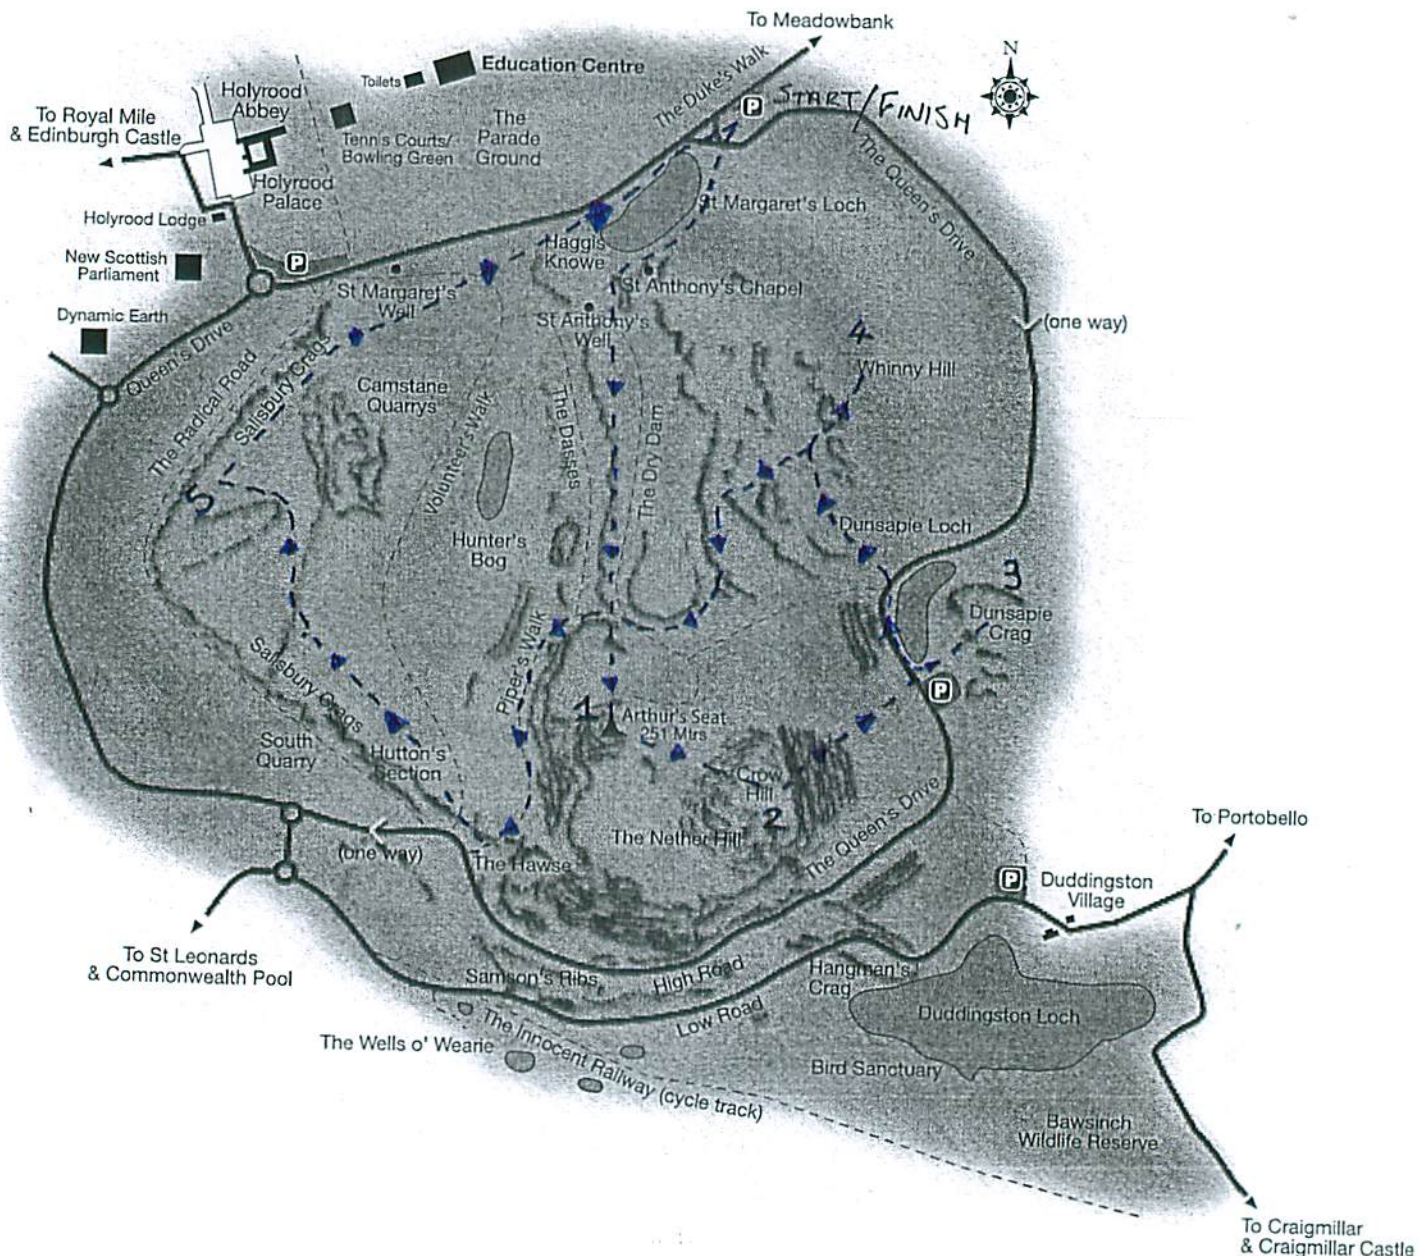 To Meadowbank
N
Education Centre
Toilets
The Duke's Walk
P START/FINISH
Holyrood
Abbey
To Royal Mile
& Edinburgh Castle
Tennis Courts/
Bowling Green
The
Parade
Ground
The Queen's Drive
Holyrood
Palace
Holyrood Lodge
St Margaret's Loch
Haggis
Knowe
New Scottish
Parliament
P
St Margaret's
Well
St Anthony's Chapel
St Anthony's
Well
Dynamic Earth
(one way)
4
Whinny Hill
Queen's Drive
The Radical Road
Salisbury Crags
Camstane
Quarrys
Volunteer's Walk
The Dasses
The Dry Dam
5
Hunter's
Bog
Dunsapie Loch
3
Dunsapie
Crag
Piper's Walk
Salisbury Crags
P
1
Arthur's Seat
251 Mtrs
South
Quarry
Hutton's
Section
Crow
Hill
2
The Nether Hill
The Queen's Drive
To Portobello
(one way)
The Hawse
P
Duddingston
Village
To St Leonards
& Commonwealth Pool
Samson's Ribs
High Road
Hangman's
Crag
Low Road
Duddingston Loch
The Wells o' Wearie
The Innocent Railway (cycle track)
Bird Sanctuary
Bawsinch
Wildlife Reserve
To Craigmillar
& Craigmillar Castle